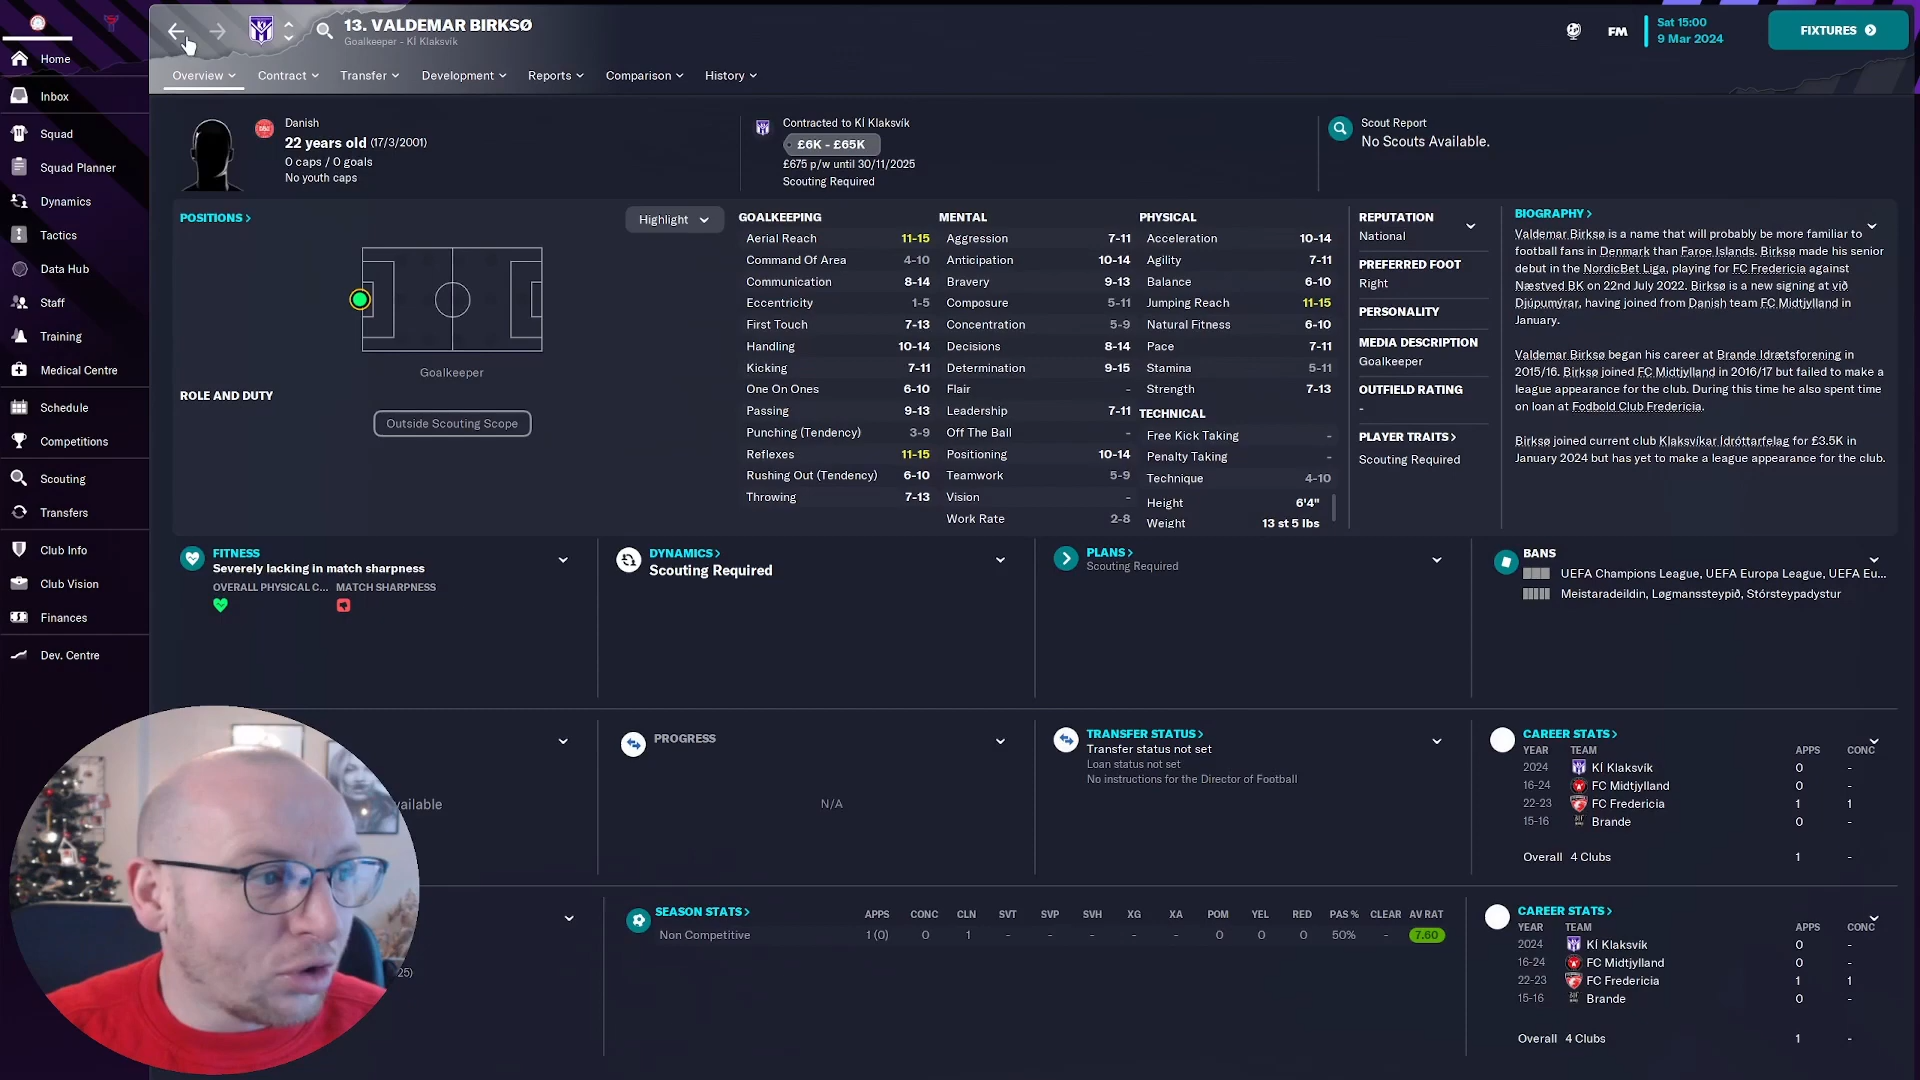 13. VALDEMAR BIRKSØ
Goalkeeper - KÍ Klaksvík
FM
Sat 15:00
9 Mar 2024
FIXTURES
Overview
Contract
Transfer
Development
Reports
Comparison
History
Home
Inbox
Squad
Squad Planner
Dynamics
Tactics
Data Hub
Staff
Training
Medical Centre
Schedule
Competitions
Scouting
Transfers
Club Info
Club Vision
Finances
Dev. Centre
Danish
22 years old (17/3/2001)
0 caps / 0 goals
No youth caps
Contracted to KÍ Klaksvík
£6K - £65K
£675 p/w until 30/11/2025
Scouting Required
Scout Report
No Scouts Available.
POSITIONS
Highlight
Goalkeeper
ROLE AND DUTY
Outside Scouting Scope
GOALKEEPING
Aerial Reach 11-15
Command Of Area 4-10
Communication 8-14
Eccentricity 1-5
First Touch 7-13
Handling 10-14
Kicking 7-11
One On Ones 6-10
Passing 9-13
Punching (Tendency) 3-9
Reflexes 11-15
Rushing Out (Tendency) 6-10
Throwing 7-13
MENTAL
Aggression 7-11
Anticipation 10-14
Bravery 9-13
Composure 5-11
Concentration 5-9
Decisions 8-14
Determination 9-15
Flair -
Leadership 7-11
Off The Ball -
Positioning 10-14
Teamwork 5-9
Vision -
Work Rate 2-8
PHYSICAL
Acceleration 10-14
Agility 7-11
Balance 6-10
Jumping Reach 11-15
Natural Fitness 6-10
Pace 7-11
Stamina 5-11
Strength 7-13
TECHNICAL
Free Kick Taking -
Penalty Taking -
Technique 4-10
Height 6'4"
Weight 13 st 5 lbs
REPUTATION
National
PREFERRED FOOT
Right
PERSONALITY
MEDIA DESCRIPTION
Goalkeeper
OUTFIELD RATING
-
PLAYER TRAITS
Scouting Required
BIOGRAPHY
Valdemar Birksø is a name that will probably be more familiar to
football fans in Denmark than Faroe Islands. Birksø made his senior
debut in the NordicBet Liga, playing for FC Fredericia against
Næstved BK on 22nd July 2022. Birksø is a new signing at við
Djúpumýrar, having joined from Danish team FC Midtjylland in
January.
Valdemar Birksø began his career at Brande Idrætsforening in
2015/16. Birksø joined FC Midtjylland in 2016/17 but failed to make a
league appearance for the club. During this time he also spent time
on loan at Fodbold Club Fredericia.
Birksø joined current club Klaksvíkar Ídróttarfelag for £3.5K in
January 2024 but has yet to make a league appearance for the club.
FITNESS
Severely lacking in match sharpness
OVERALL PHYSICAL C... MATCH SHARPNESS
DYNAMICS
Scouting Required
PLANS
Scouting Required
BANS
UEFA Champions League, UEFA Europa League, UEFA Eu...
Meistaradeildin, Løgmanssteypið, Stórsteypadystur
vailable
PROGRESS
N/A
TRANSFER STATUS
Transfer status not set
Loan status not set
No instructions for the Director of Football
CAREER STATS
YEAR TEAM APPS CONC
2024 KÍ Klaksvík 0 -
16-24 FC Midtjylland 0 -
22-23 FC Fredericia 1 1
15-16 Brande 0 -
Overall 4 Clubs 1 -
25)
SEASON STATS APPS CONC CLN SVT SVP SVH XG XA POM YEL RED PAS % CLEAR AV RAT
Non Competitive 1 (0) 0 1 - - - - - 0 0 0 50% - 7.60
CAREER STATS
YEAR TEAM APPS CONC
2024 KÍ Klaksvík 0 -
16-24 FC Midtjylland 0 -
22-23 FC Fredericia 1 1
15-16 Brande 0 -
Overall 4 Clubs 1 -